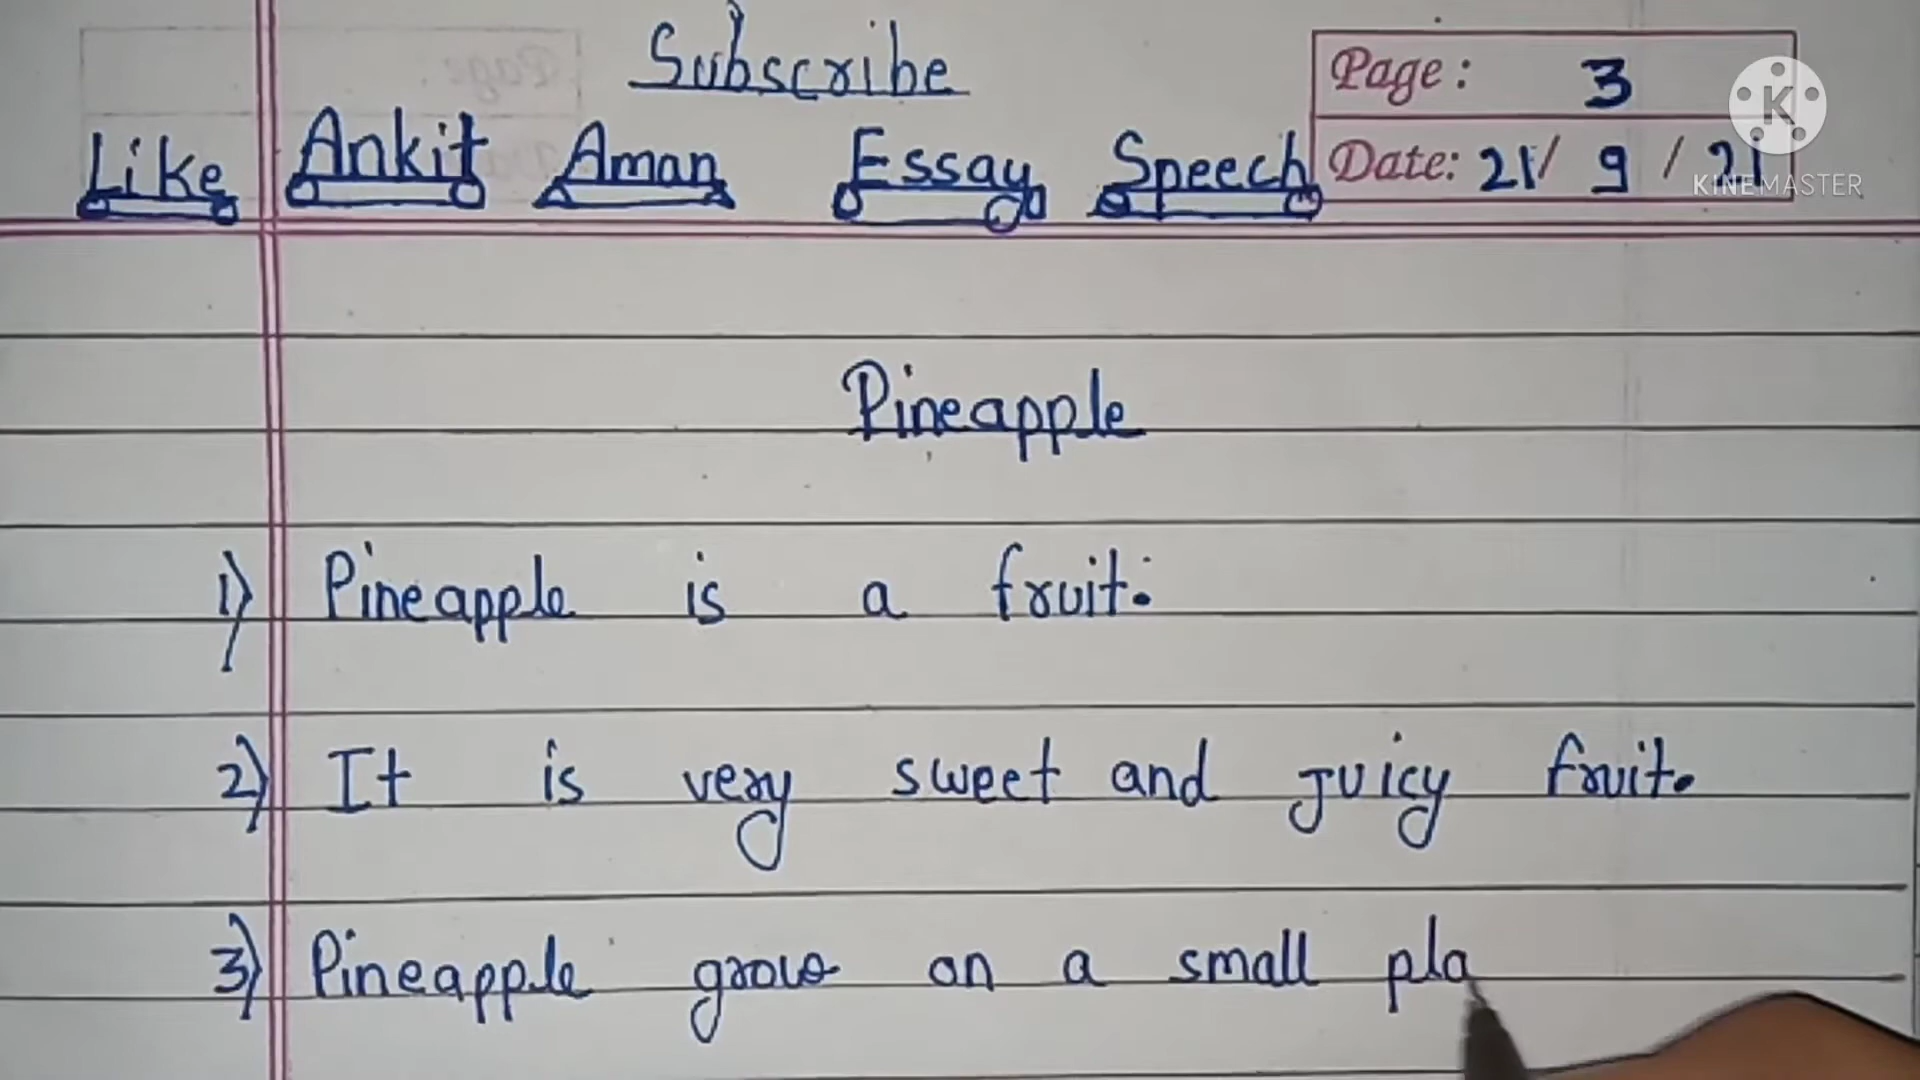 Subscribe
Page: 3
Like Ankit Aman Essay Speech
Date: 21/ 9 / 21
KINEMASTER
Pineapple
1) Pineapple is a fruit.
2) It is very sweet and juicy fruit.
3) Pineapple grow on a small pla